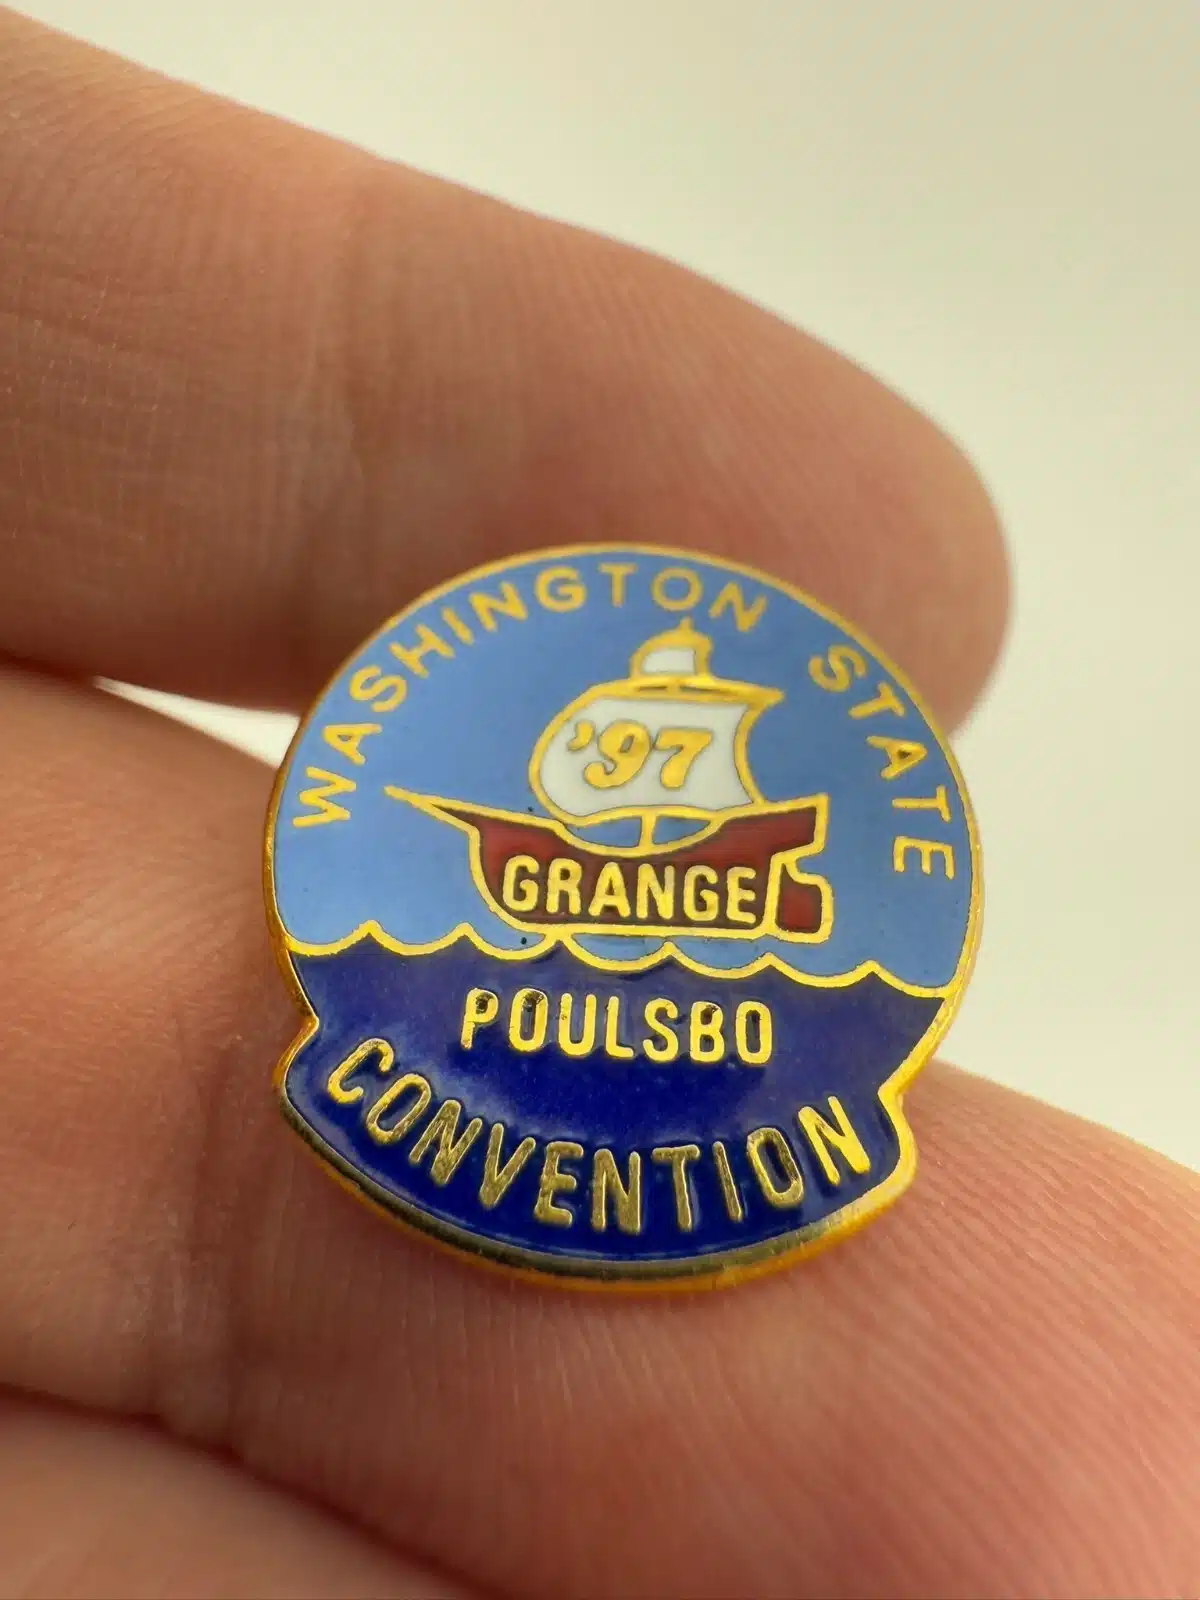 WASHINGTON STATE
'97
GRANGE
POULSBO
CONVENTION